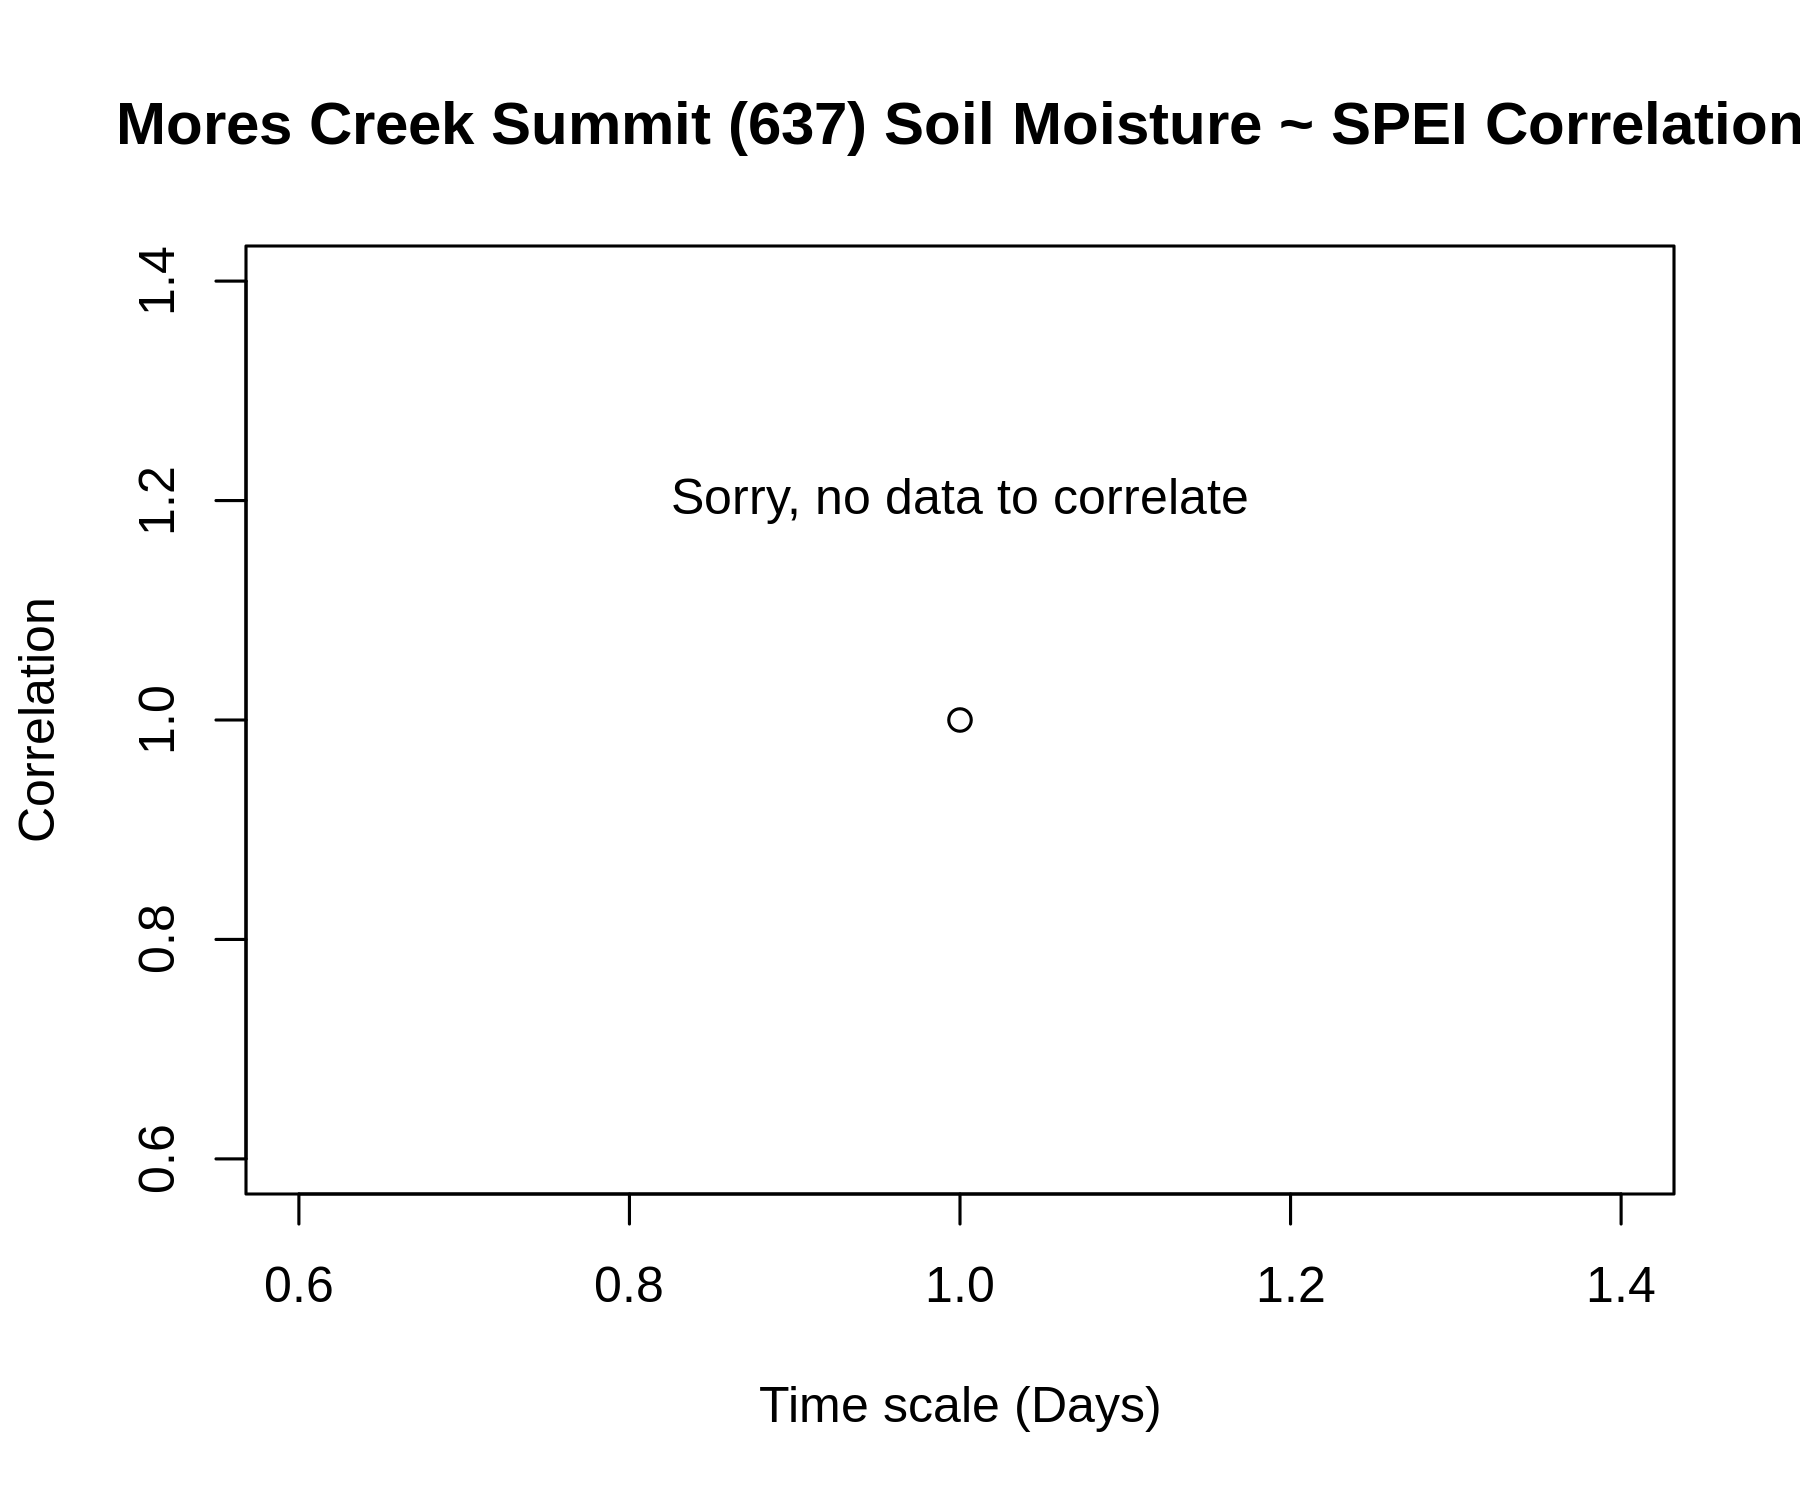 Mores Creek Summit (637) Soil Moisture ~ SPEI Correlation
1.4
1.2
1.0
0.8
0.6
Correlation
Sorry, no data to correlate
0.6 0.8 1.0 1.2 1.4
Time scale (Days)